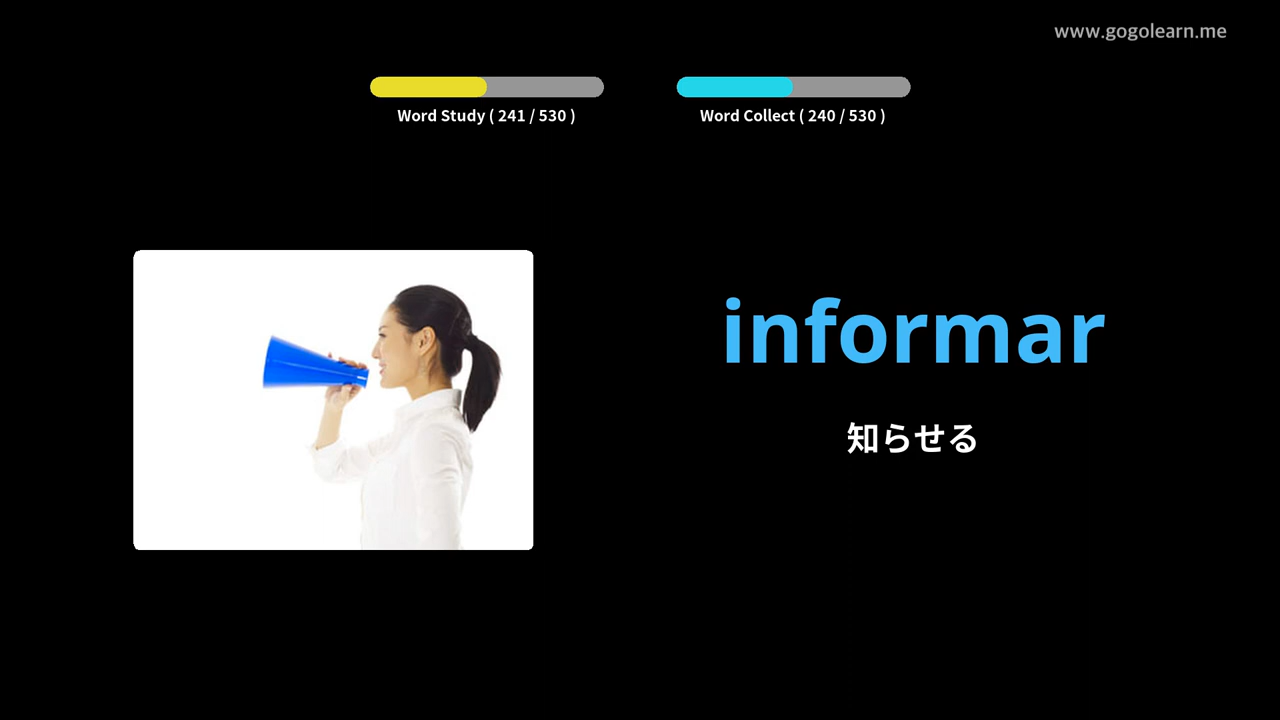 www.gogolearn.me
Word Study ( 241 / 530 )
Word Collect ( 240 / 530 )
informar
知らせる